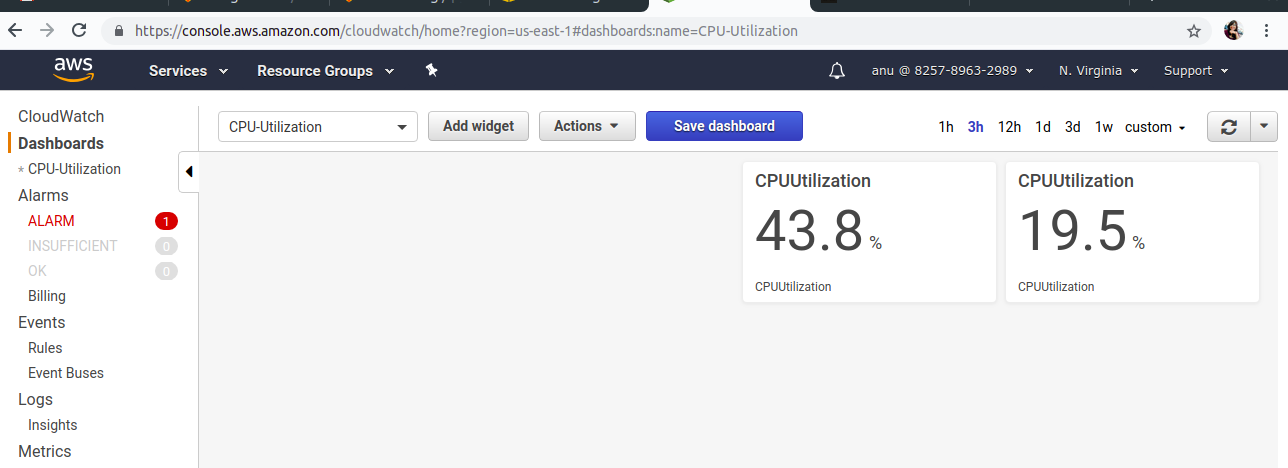 https://console.aws.amazon.com/cloudwatch/home?region=us-east-1#dashboards:name=CPU-Utilization
aws Services Resource Groups anu @ 8257-8963-2989 N. Virginia Support
CloudWatch
Dashboards
* CPU-Utilization
Alarms
ALARM 1
INSUFFICIENT 0
OK 0
Billing
Events
Rules
Event Buses
Logs
Insights
Metrics
CPU-Utilization Add widget Actions Save dashboard 1h 3h 12h 1d 3d 1w custom
CPUUtilization
43.8 %
CPUUtilization
CPUUtilization
19.5 %
CPUUtilization